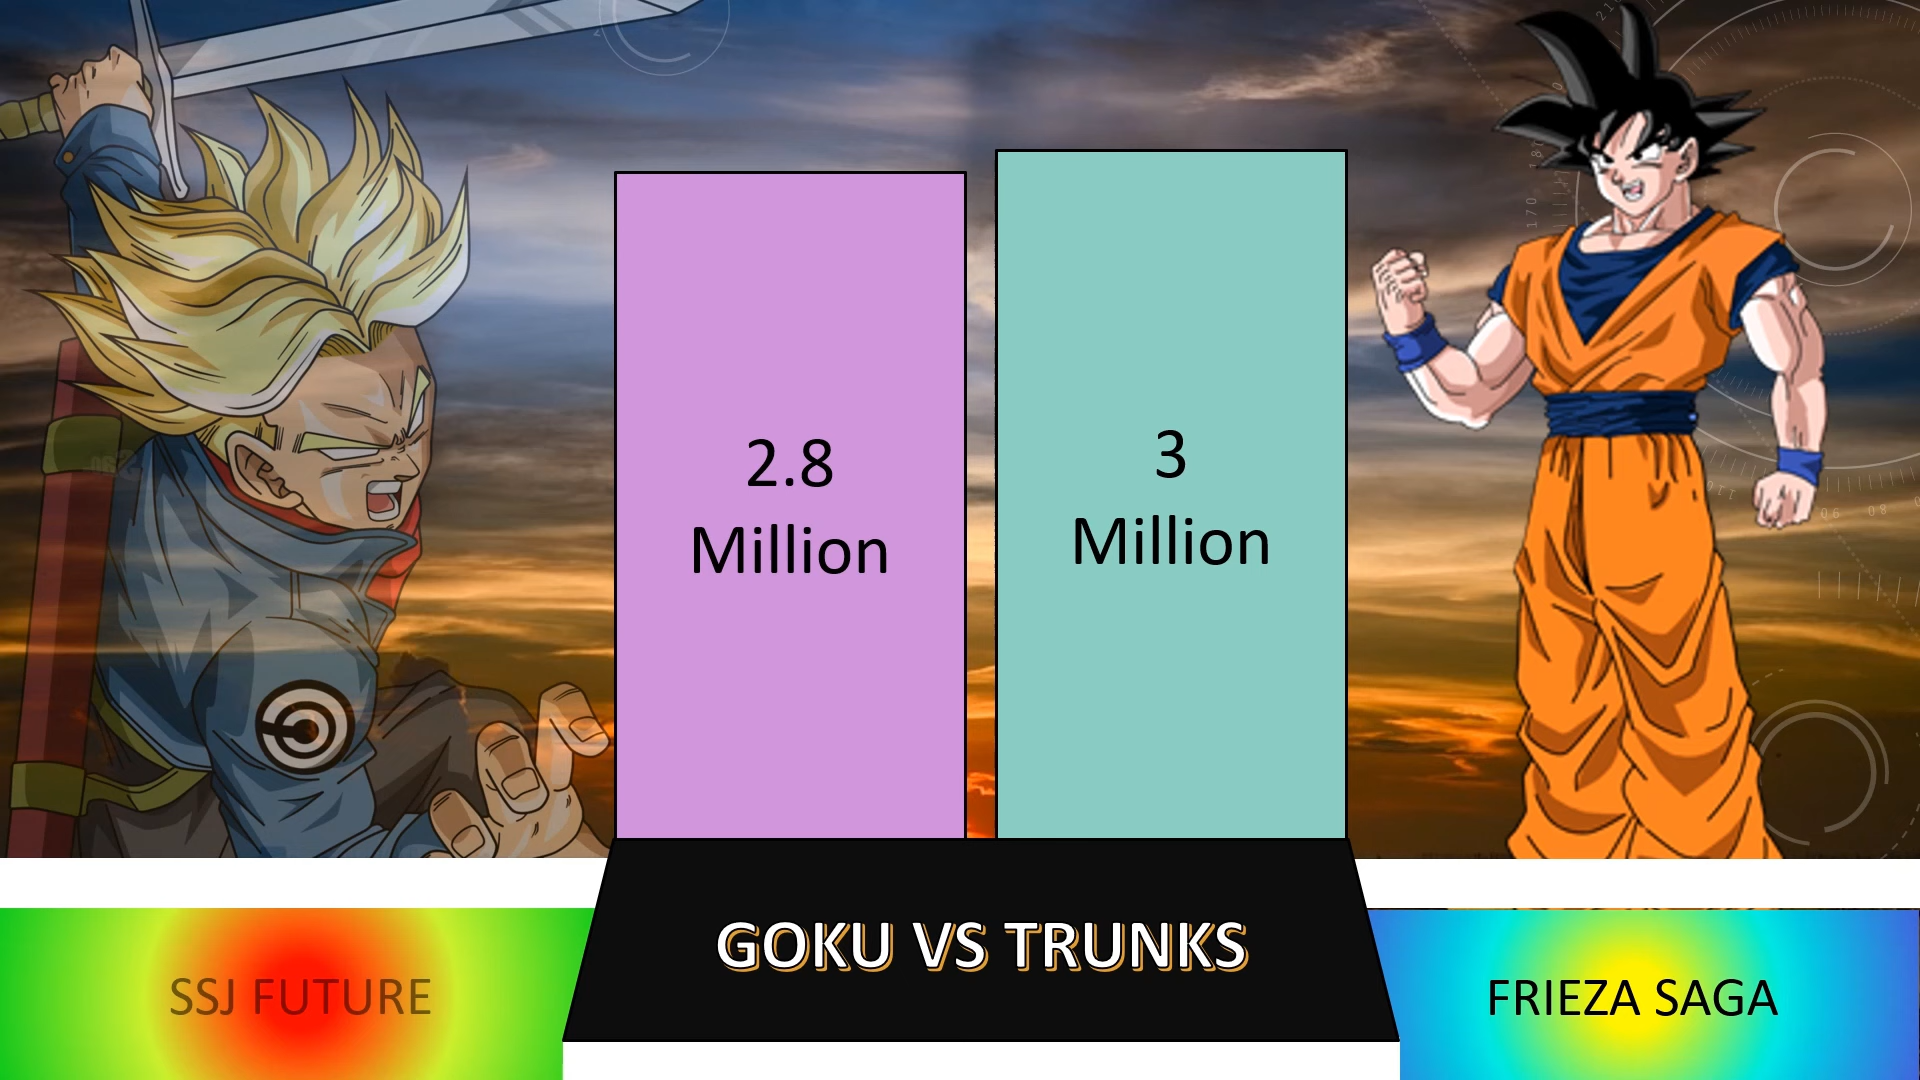 2.8
Million
3
Million
GOKU VS TRUNKS
SSJ FUTURE
FRIEZA SAGA